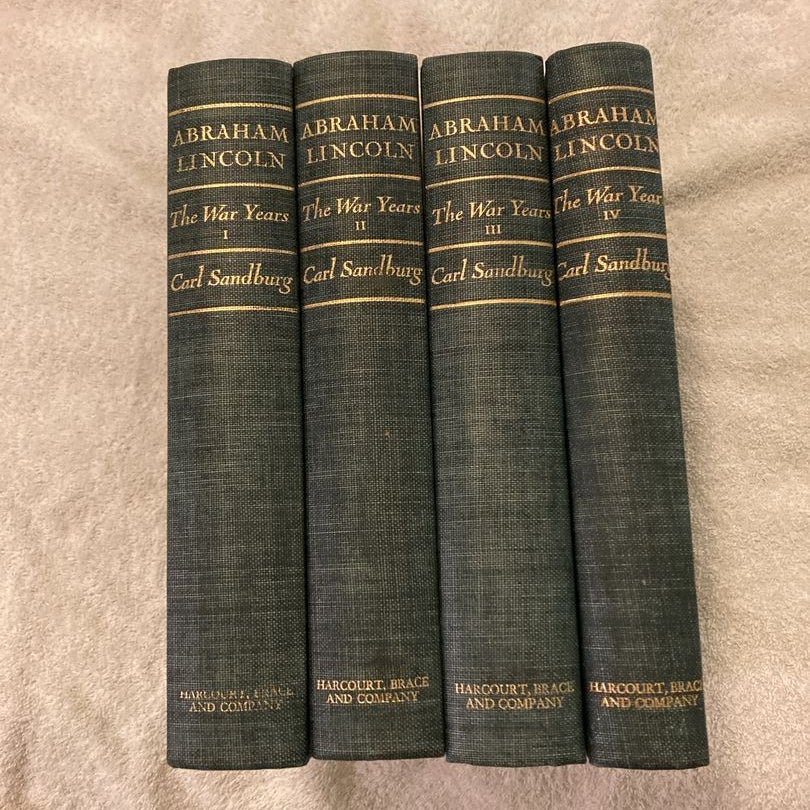 ABRAHAM
LINCOLN
The War Years
I
Carl Sandburg
HARCOURT, BRACE
AND COMPANY
ABRAHAM
LINCOLN
The War Years
II
Carl Sandburg
HARCOURT, BRACE
AND COMPANY
ABRAHAM
LINCOLN
The War Years
III
Carl Sandburg
HARCOURT, BRACE
AND COMPANY
ABRAHAM
LINCOLN
The War Years
IV
Carl Sandburg
HARCOURT, BRACE
AND COMPANY